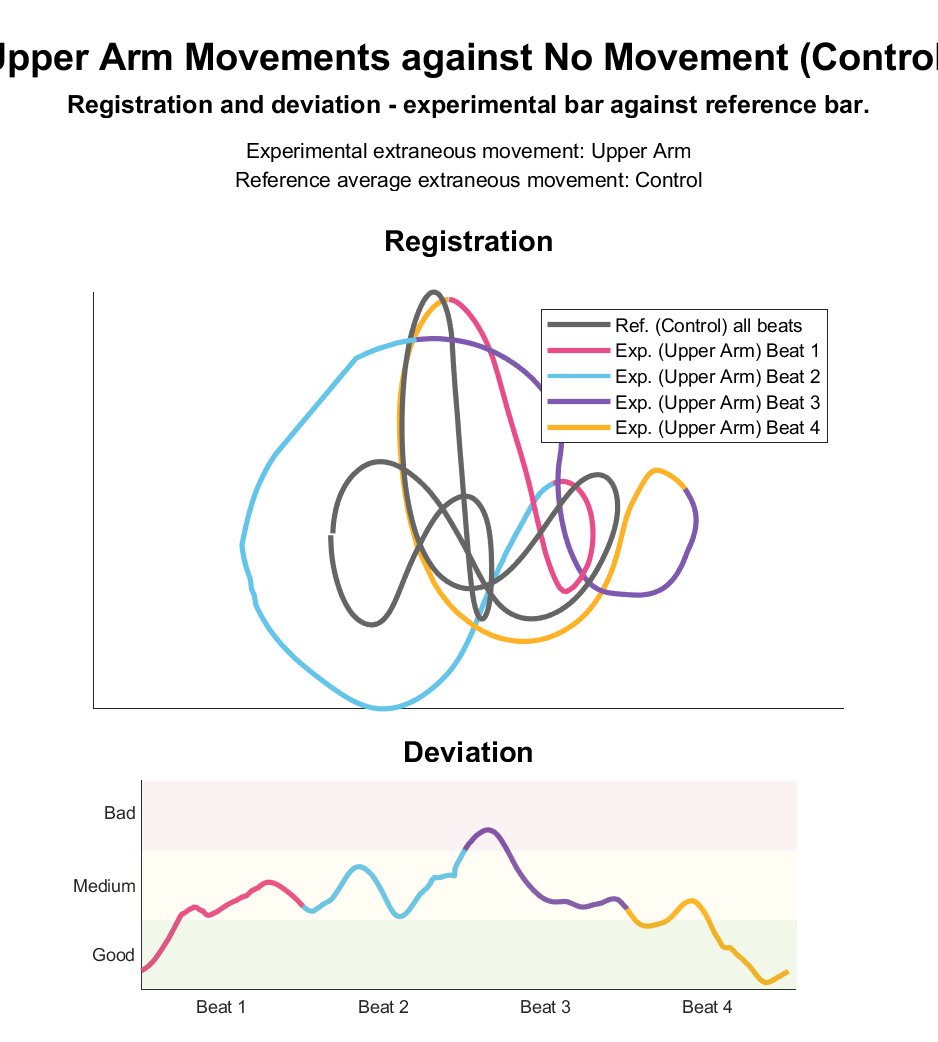 Upper Arm Movements against No Movement (Control
Registration and deviation - experimental bar against reference bar.
Experimental extraneous movement: Upper Arm
Reference average extraneous movement: Control
Registration
Ref. (Control) all beats
Exp. (Upper Arm) Beat 1
Exp. (Upper Arm) Beat 2
Exp. (Upper Arm) Beat 3
Exp. (Upper Arm) Beat 4
Deviation
Bad
Medium
Good
Beat 1
Beat 2
Beat 3
Beat 4